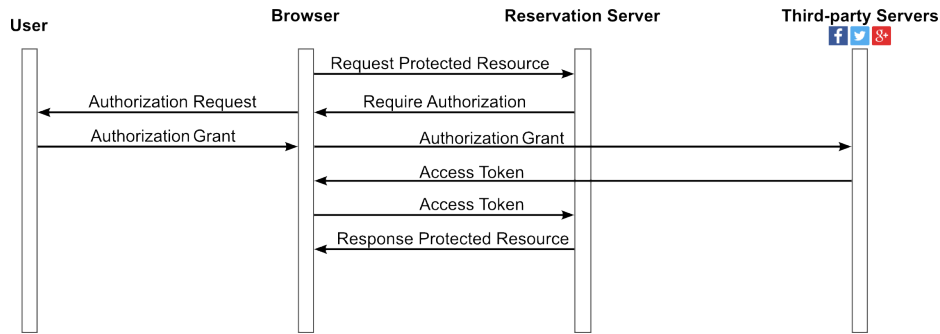 User
Browser
Reservation Server
Third-party Servers
f
g+
Request Protected Resource
Authorization Request
Require Authorization
Authorization Grant
Authorization Grant
Access Token
Access Token
Response Protected Resource